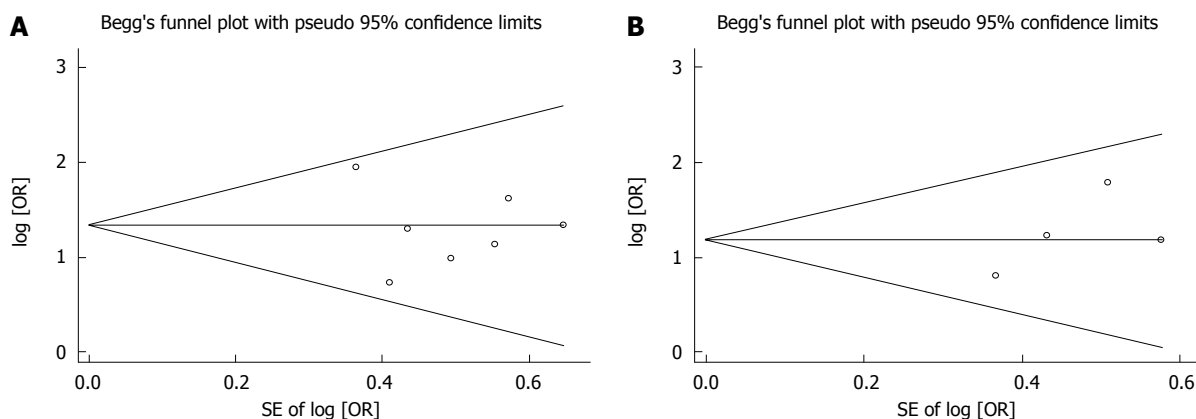 A
Begg's funnel plot with pseudo 95% confidence limits
3
2
1
0
log [OR]
0.0 0.2 0.4 0.6
SE of log [OR]
B
Begg's funnel plot with pseudo 95% confidence limits
3
2
1
0
log [OR]
0.0 0.2 0.4 0.6
SE of log [OR]